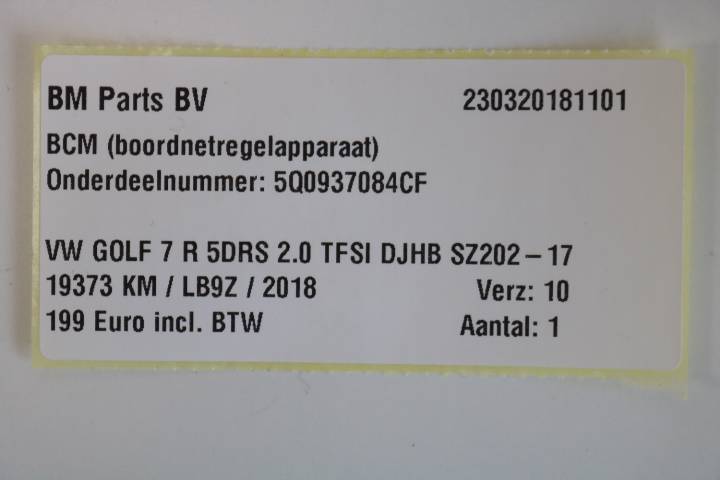 BM Parts BV 230320181101
BCM (boordnetregelapparaat)
Onderdeelnummer: 5Q0937084CF
VW GOLF 7 R 5DRS 2.0 TFSI DJHB SZ202 – 17
19373 KM / LB9Z / 2018 Verz: 10
199 Euro incl. BTW Aantal: 1